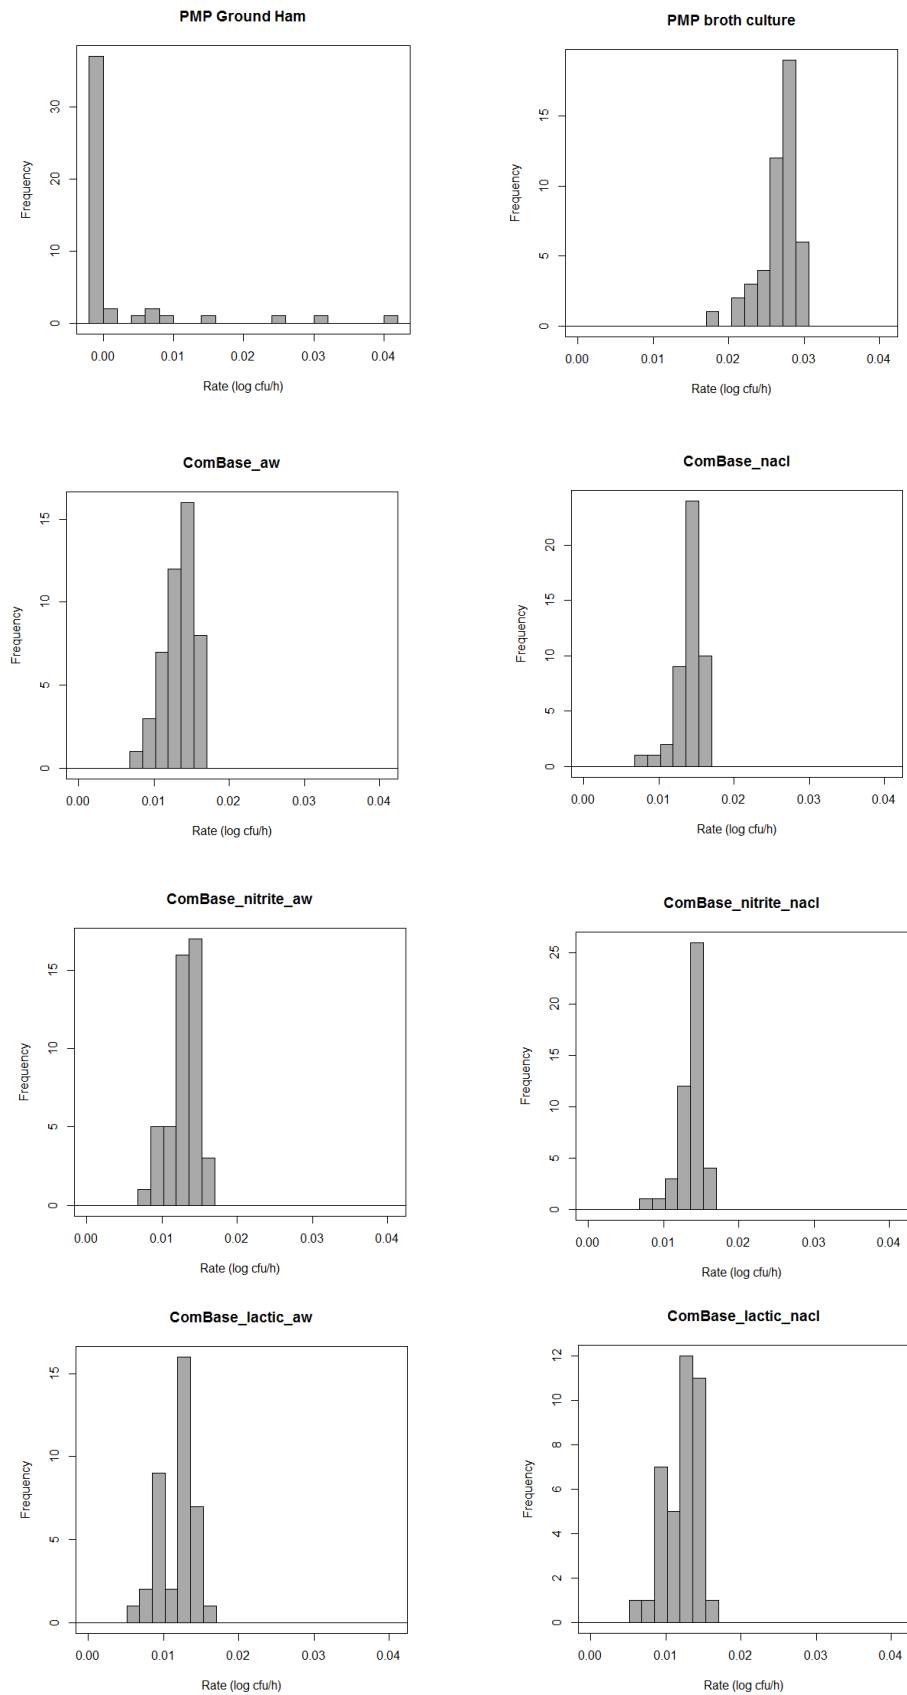 PMP Ground Ham
Frequency
30
20
10
0
0.00 0.01 0.02 0.03 0.04
Rate (log cfu/h)
PMP broth culture
Frequency
15
10
5
0
0.00 0.01 0.02 0.03 0.04
Rate (log cfu/h)
ComBase_aw
Frequency
15
10
5
0
0.00 0.01 0.02 0.03 0.04
Rate (log cfu/h)
ComBase_nacl
Frequency
20
15
10
5
0
0.00 0.01 0.02 0.03 0.04
Rate (log cfu/h)
ComBase_nitrite_aw
Frequency
15
10
5
0
0.00 0.01 0.02 0.03 0.04
Rate (log cfu/h)
ComBase_nitrite_nacl
Frequency
25
20
15
10
5
0
0.00 0.01 0.02 0.03 0.04
Rate (log cfu/h)
ComBase_lactic_aw
Frequency
15
10
5
0
0.00 0.01 0.02 0.03 0.04
Rate (log cfu/h)
ComBase_lactic_nacl
Frequency
12
10
8
6
4
2
0
0.00 0.01 0.02 0.03 0.04
Rate (log cfu/h)